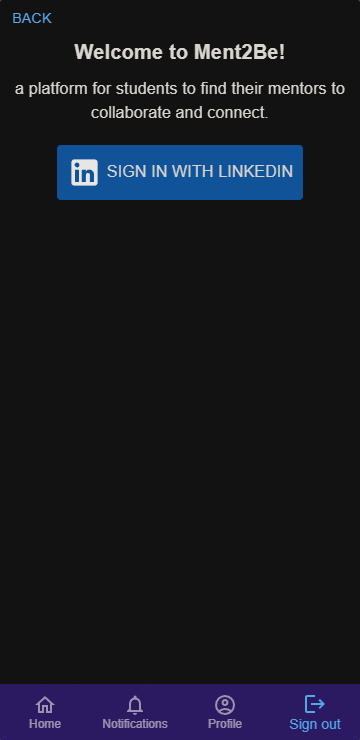 BACK
Welcome to Ment2Be!
a platform for students to find their mentors to
collaborate and connect.
in SIGN IN WITH LINKEDIN
Home Notifications Profile Sign out